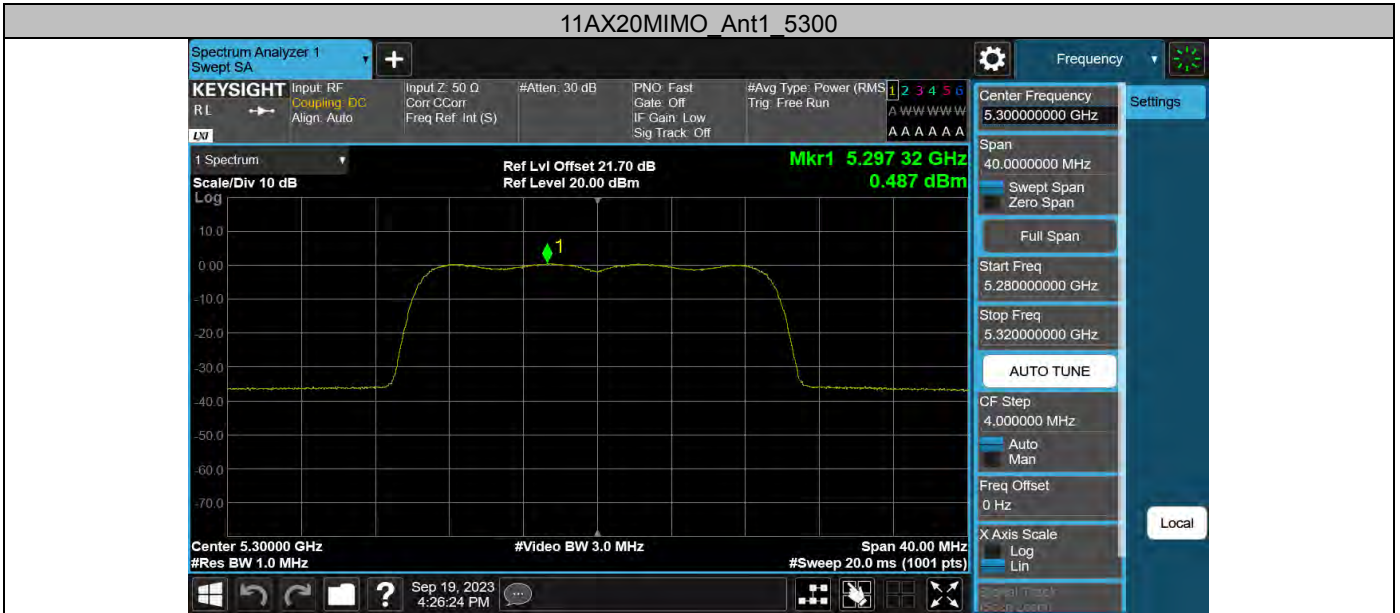 11AX20MIMO_Ant1_5300
Spectrum Analyzer 1
Swept SA
+
Frequency
KEYSIGHT
RL
LXI
Input: RF
Coupling: DC
Align: Auto
Input Z: 50 Ω
Corr CCorr
Freq Ref: Int (S)
#Atten: 30 dB
PNO: Fast
Gate: Off
IF Gain: Low
Sig Track: Off
#Avg Type: Power (RMS
Trig: Free Run
1 2 3 4 5 6
A W W W W W
A A A A A A
1 Spectrum
Scale/Div 10 dB
Ref Lvl Offset 21.70 dB
Ref Level 20.00 dBm
Mkr1 5.297 32 GHz
0.487 dBm
Log
10.0
0.00
-10.0
-20.0
-30.0
-40.0
-50.0
-60.0
-70.0
1
Center 5.30000 GHz
#Res BW 1.0 MHz
#Video BW 3.0 MHz
Span 40.00 MHz
#Sweep 20.0 ms (1001 pts)
Center Frequency
5.300000000 GHz
Settings
Span
40.0000000 MHz
Swept Span
Zero Span
Full Span
Start Freq
5.280000000 GHz
Stop Freq
5.320000000 GHz
AUTO TUNE
CF Step
4.000000 MHz
Auto
Man
Freq Offset
0 Hz
X Axis Scale
Log
Lin
Signal Track
(Span Zoom)
Local
?
Sep 19, 2023
4:26:24 PM